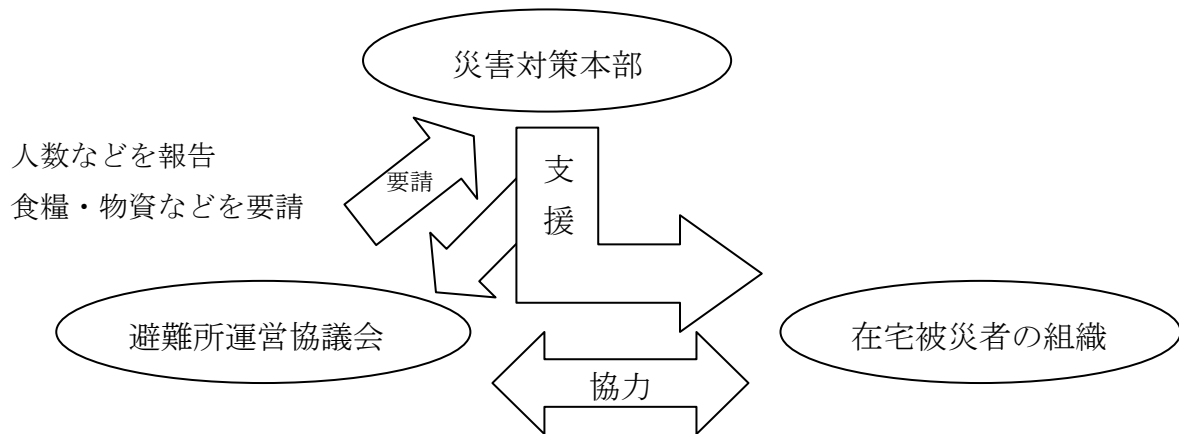 災害対策本部
人数などを報告
食糧・物資などを要請
要請
支
援
避難所運営協議会
在宅被災者の組織
協力